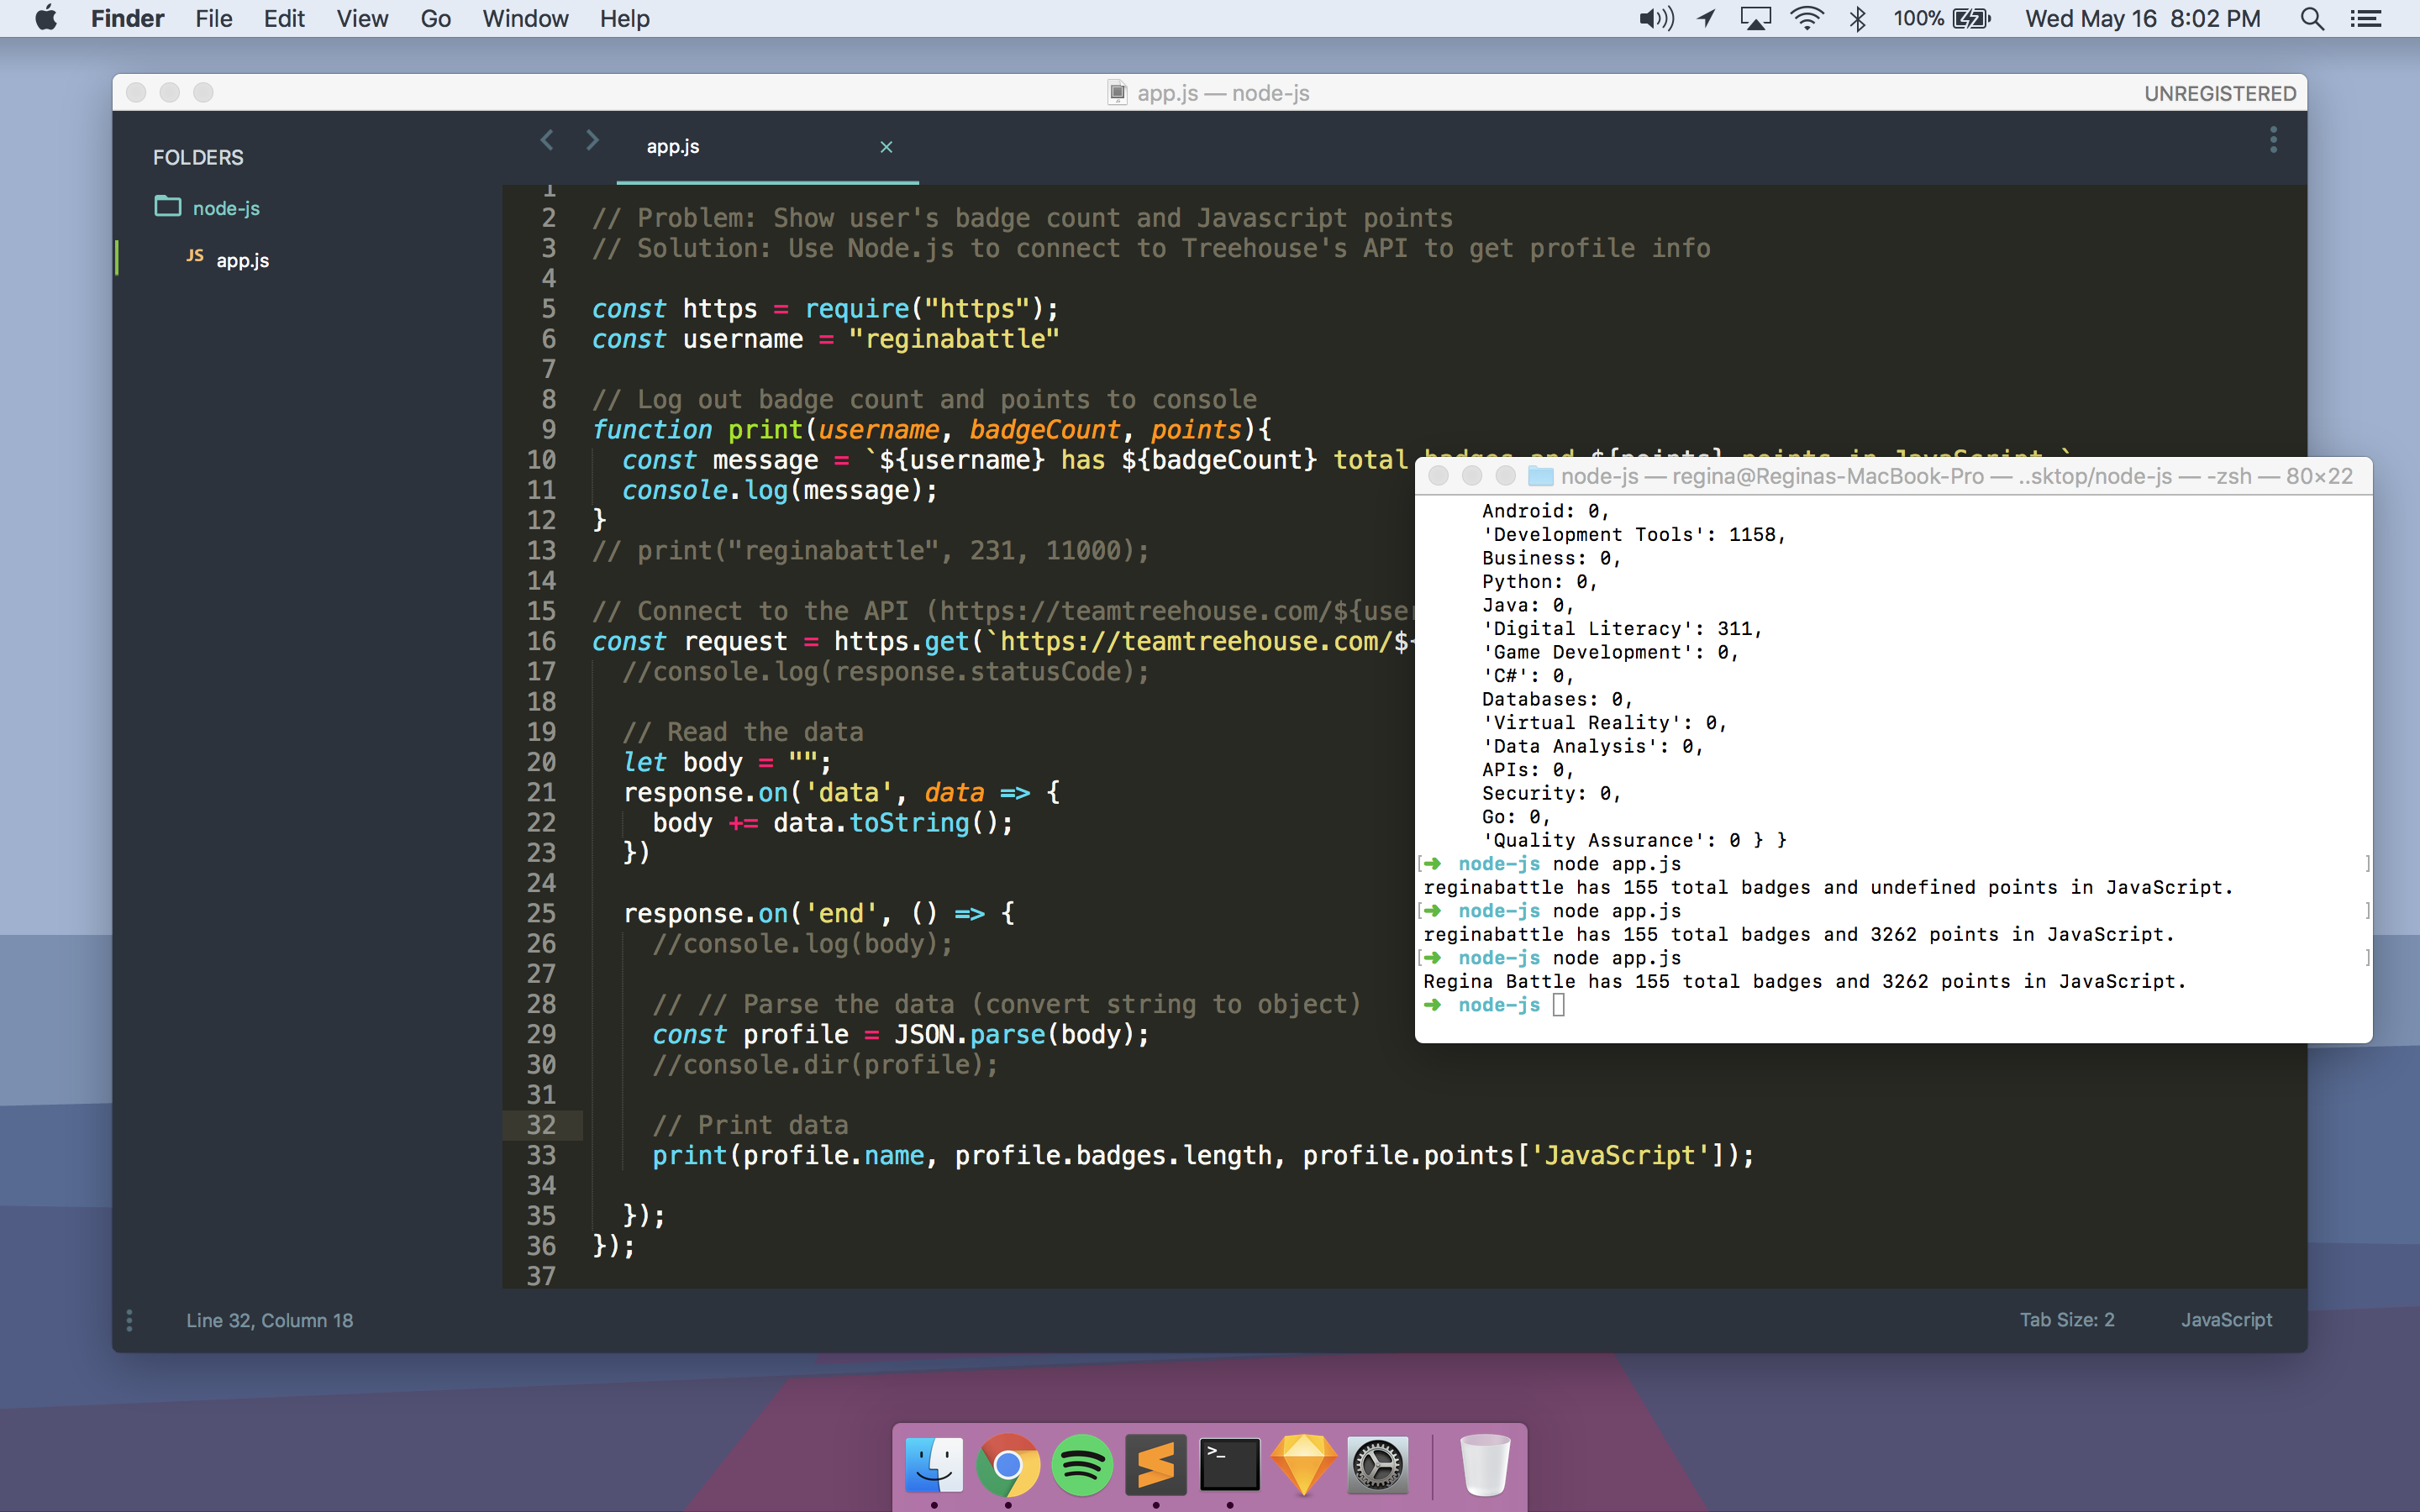 Finder File Edit View Go Window Help 100% Wed May 16 8:02 PM
app.js — node-js UNREGISTERED
FOLDERS
node-js
JS app.js
app.js ×
1
2 // Problem: Show user's badge count and Javascript points
3 // Solution: Use Node.js to connect to Treehouse's API to get profile info
4
5 const https = require("https");
6 const username = "reginabattle"
7
8 // Log out badge count and points to console
9 function print(username, badgeCount, points){
10 const message = `${username} has ${badgeCount} total badges and ${points} points in JavaScript.`
11 console.log(message);
12 }
13 // print("reginabattle", 231, 11000);
14
15 // Connect to the API (https://teamtreehouse.com/${user
16 const request = https.get(`https://teamtreehouse.com/${
17 //console.log(response.statusCode);
18
19 // Read the data
20 let body = "";
21 response.on('data', data => {
22 body += data.toString();
23 })
24
25 response.on('end', () => {
26 //console.log(body);
27
28 // // Parse the data (convert string to object)
29 const profile = JSON.parse(body);
30 //console.dir(profile);
31
32 // Print data
33 print(profile.name, profile.badges.length, profile.points['JavaScript']);
34
35 });
36 });
37
Line 32, Column 18 Tab Size: 2 JavaScript
node-js — regina@Reginas-MacBook-Pro — ..sktop/node-js — -zsh — 80×22
Android: 0,
'Development Tools': 1158,
Business: 0,
Python: 0,
Java: 0,
'Digital Literacy': 311,
'Game Development': 0,
'C#': 0,
Databases: 0,
'Virtual Reality': 0,
'Data Analysis': 0,
APIs: 0,
Security: 0,
Go: 0,
'Quality Assurance': 0 } }
[➜ node-js node app.js ]
reginabattle has 155 total badges and undefined points in JavaScript.
[➜ node-js node app.js ]
reginabattle has 155 total badges and 3262 points in JavaScript.
[➜ node-js node app.js ]
Regina Battle has 155 total badges and 3262 points in JavaScript.
➜ node-js
>_